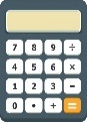 7 8 9 ÷
4 5 6 ×
1 2 3 -
0 • + =